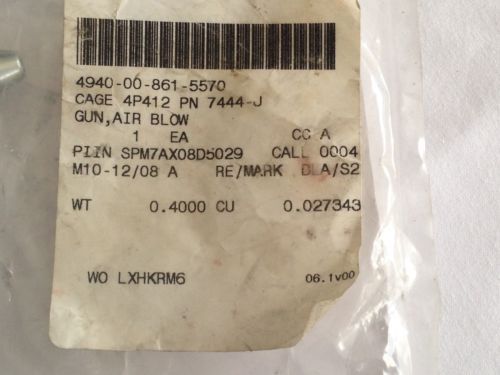 4940-00-861-5570
CAGE 4P412 PN 7444-J
GUN,AIR BLOW
1 EA CC A
PIIN SPM7AX08D5029 CALL 0004
M10-12/08 A RE/MARK DLA/S2
WT 0.4000 CU 0.027343
WO LXHKRM6 06.1v00